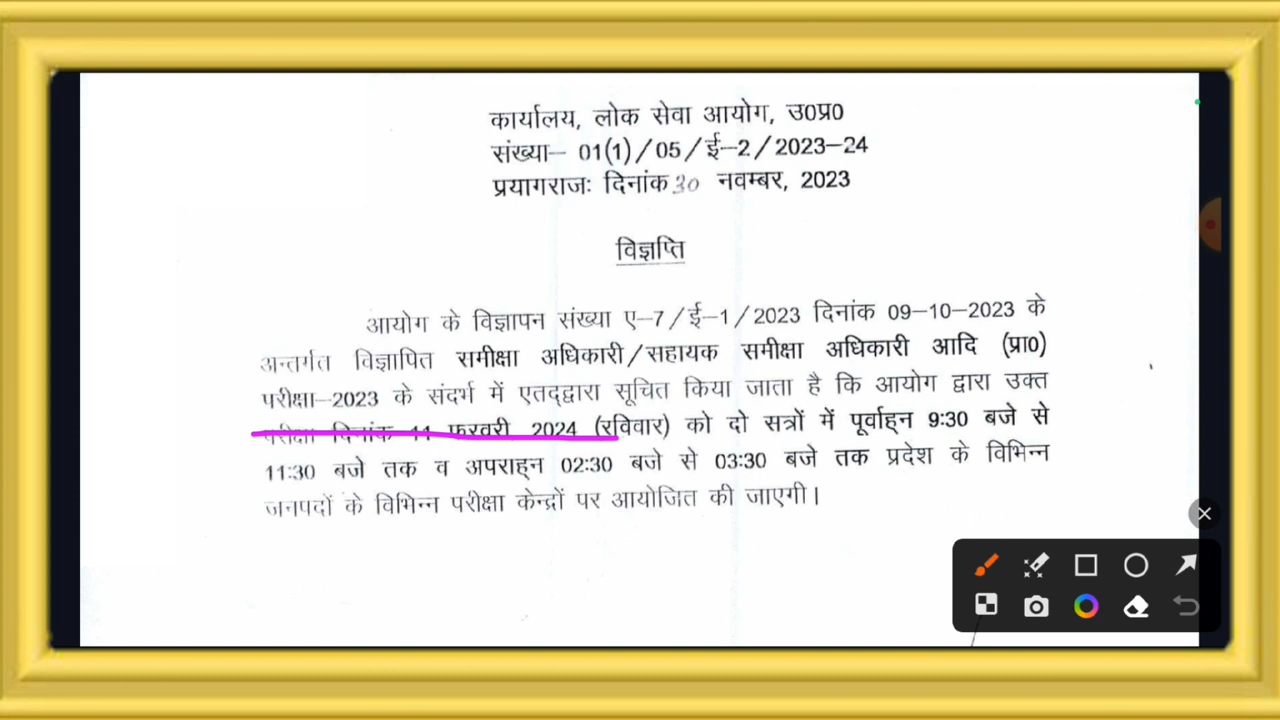 कार्यालय, लोक सेवा आयोग, उ0प्र0
संख्या– 01(1)/05/ई–2/2023–24
प्रयागराजः दिनांक 30 नवम्बर, 2023
विज्ञप्ति
आयोग के विज्ञापन संख्या ए–7/ई–1/2023 दिनांक 09–10–2023 के
अन्तर्गत विज्ञापित समीक्षा अधिकारी/सहायक समीक्षा अधिकारी आदि (प्रा0)
परीक्षा–2023 के संदर्भ में एतद्द्वारा सूचित किया जाता है कि आयोग द्वारा उक्त
परीक्षा दिनांक 11 फरवरी 2024 (रविवार) को दो सत्रों में पूर्वाह्न 9:30 बजे से
11:30 बजे तक व अपराह्न 02:30 बजे से 03:30 बजे तक प्रदेश के विभिन्न
जनपदों के विभिन्न परीक्षा केन्द्रों पर आयोजित की जाएगी।